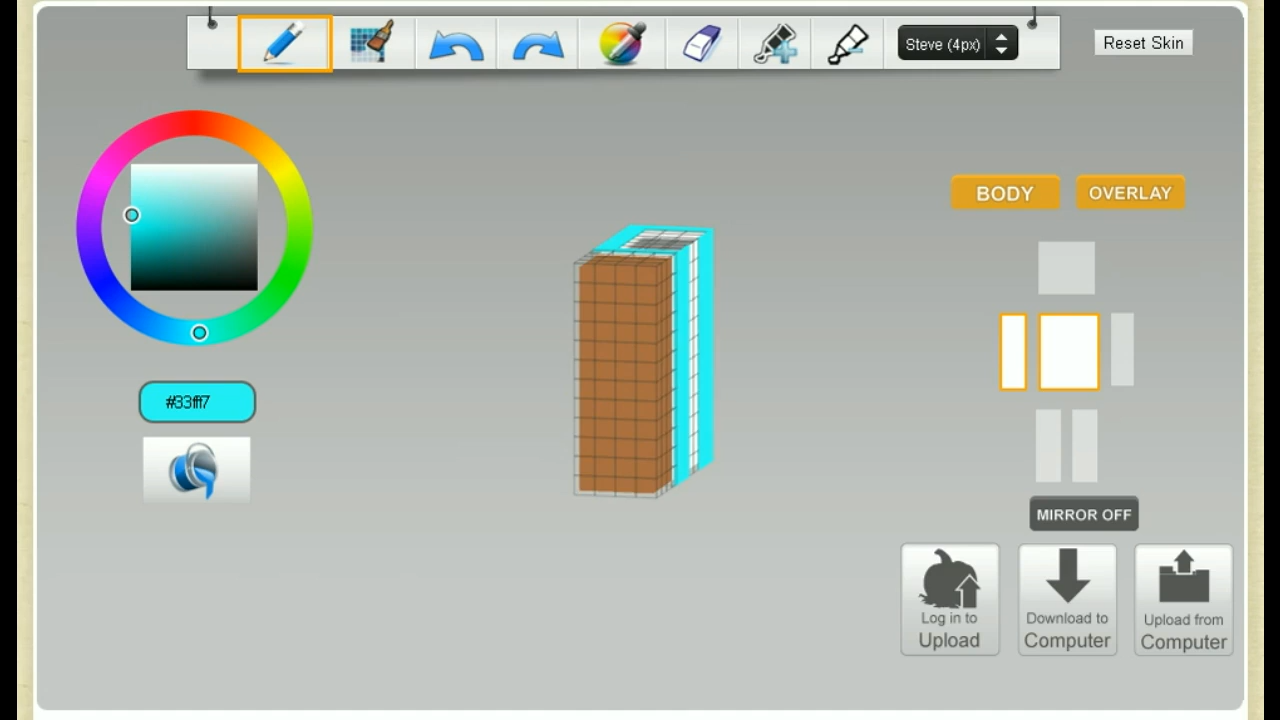 Steve (4px)
Reset Skin
BODY
OVERLAY
#33fff7
MIRROR OFF
Log in to
Upload
Download to
Computer
Upload from
Computer